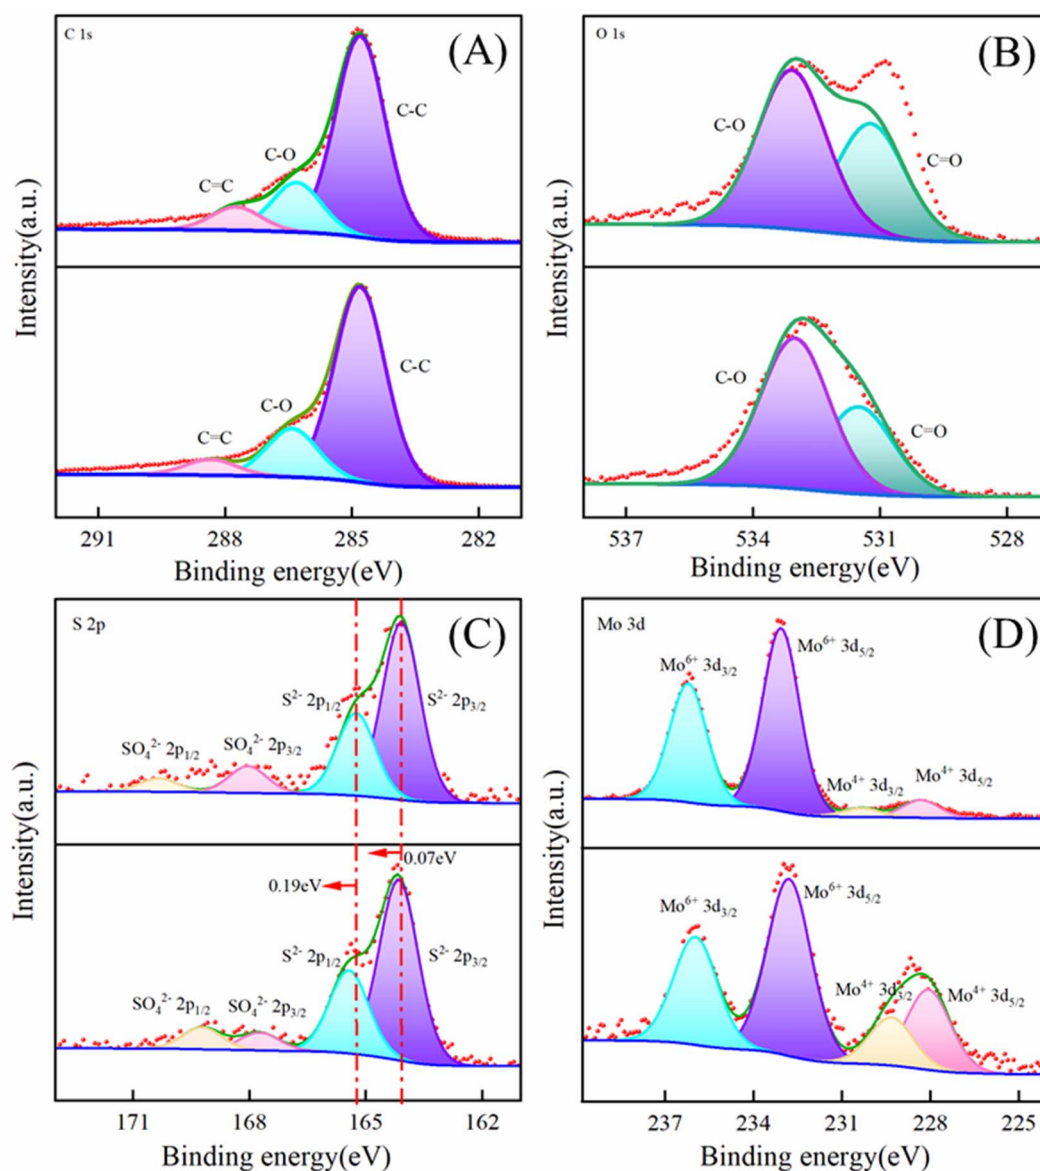 C 1s
(A)
C-C
C-O
C=C
Intensity(a.u.)
C-C
C-O
C=C
Intensity(a.u.)
291 288 285 282
Binding energy(eV)
O 1s
(B)
C-O
C=O
Intensity(a.u.)
C-O
C=O
Intensity(a.u.)
537 534 531 528
Binding energy(eV)
S 2p
(C)
S²⁻ 2p₁/₂
S²⁻ 2p₃/₂
SO₄²⁻ 2p₁/₂
SO₄²⁻ 2p₃/₂
Intensity(a.u.)
0.07eV
0.19eV
S²⁻ 2p₁/₂
S²⁻ 2p₃/₂
SO₄²⁻ 2p₁/₂
SO₄²⁻ 2p₃/₂
Intensity(a.u.)
171 168 165 162
Binding energy(eV)
Mo 3d
(D)
Mo⁶⁺ 3d₃/₂
Mo⁶⁺ 3d₅/₂
Mo⁴⁺ 3d₃/₂
Mo⁴⁺ 3d₅/₂
Intensity(a.u.)
Mo⁶⁺ 3d₃/₂
Mo⁶⁺ 3d₅/₂
Mo⁴⁺ 3d₃/₂
Mo⁴⁺ 3d₅/₂
Intensity(a.u.)
237 234 231 228 225
Binding energy(eV)